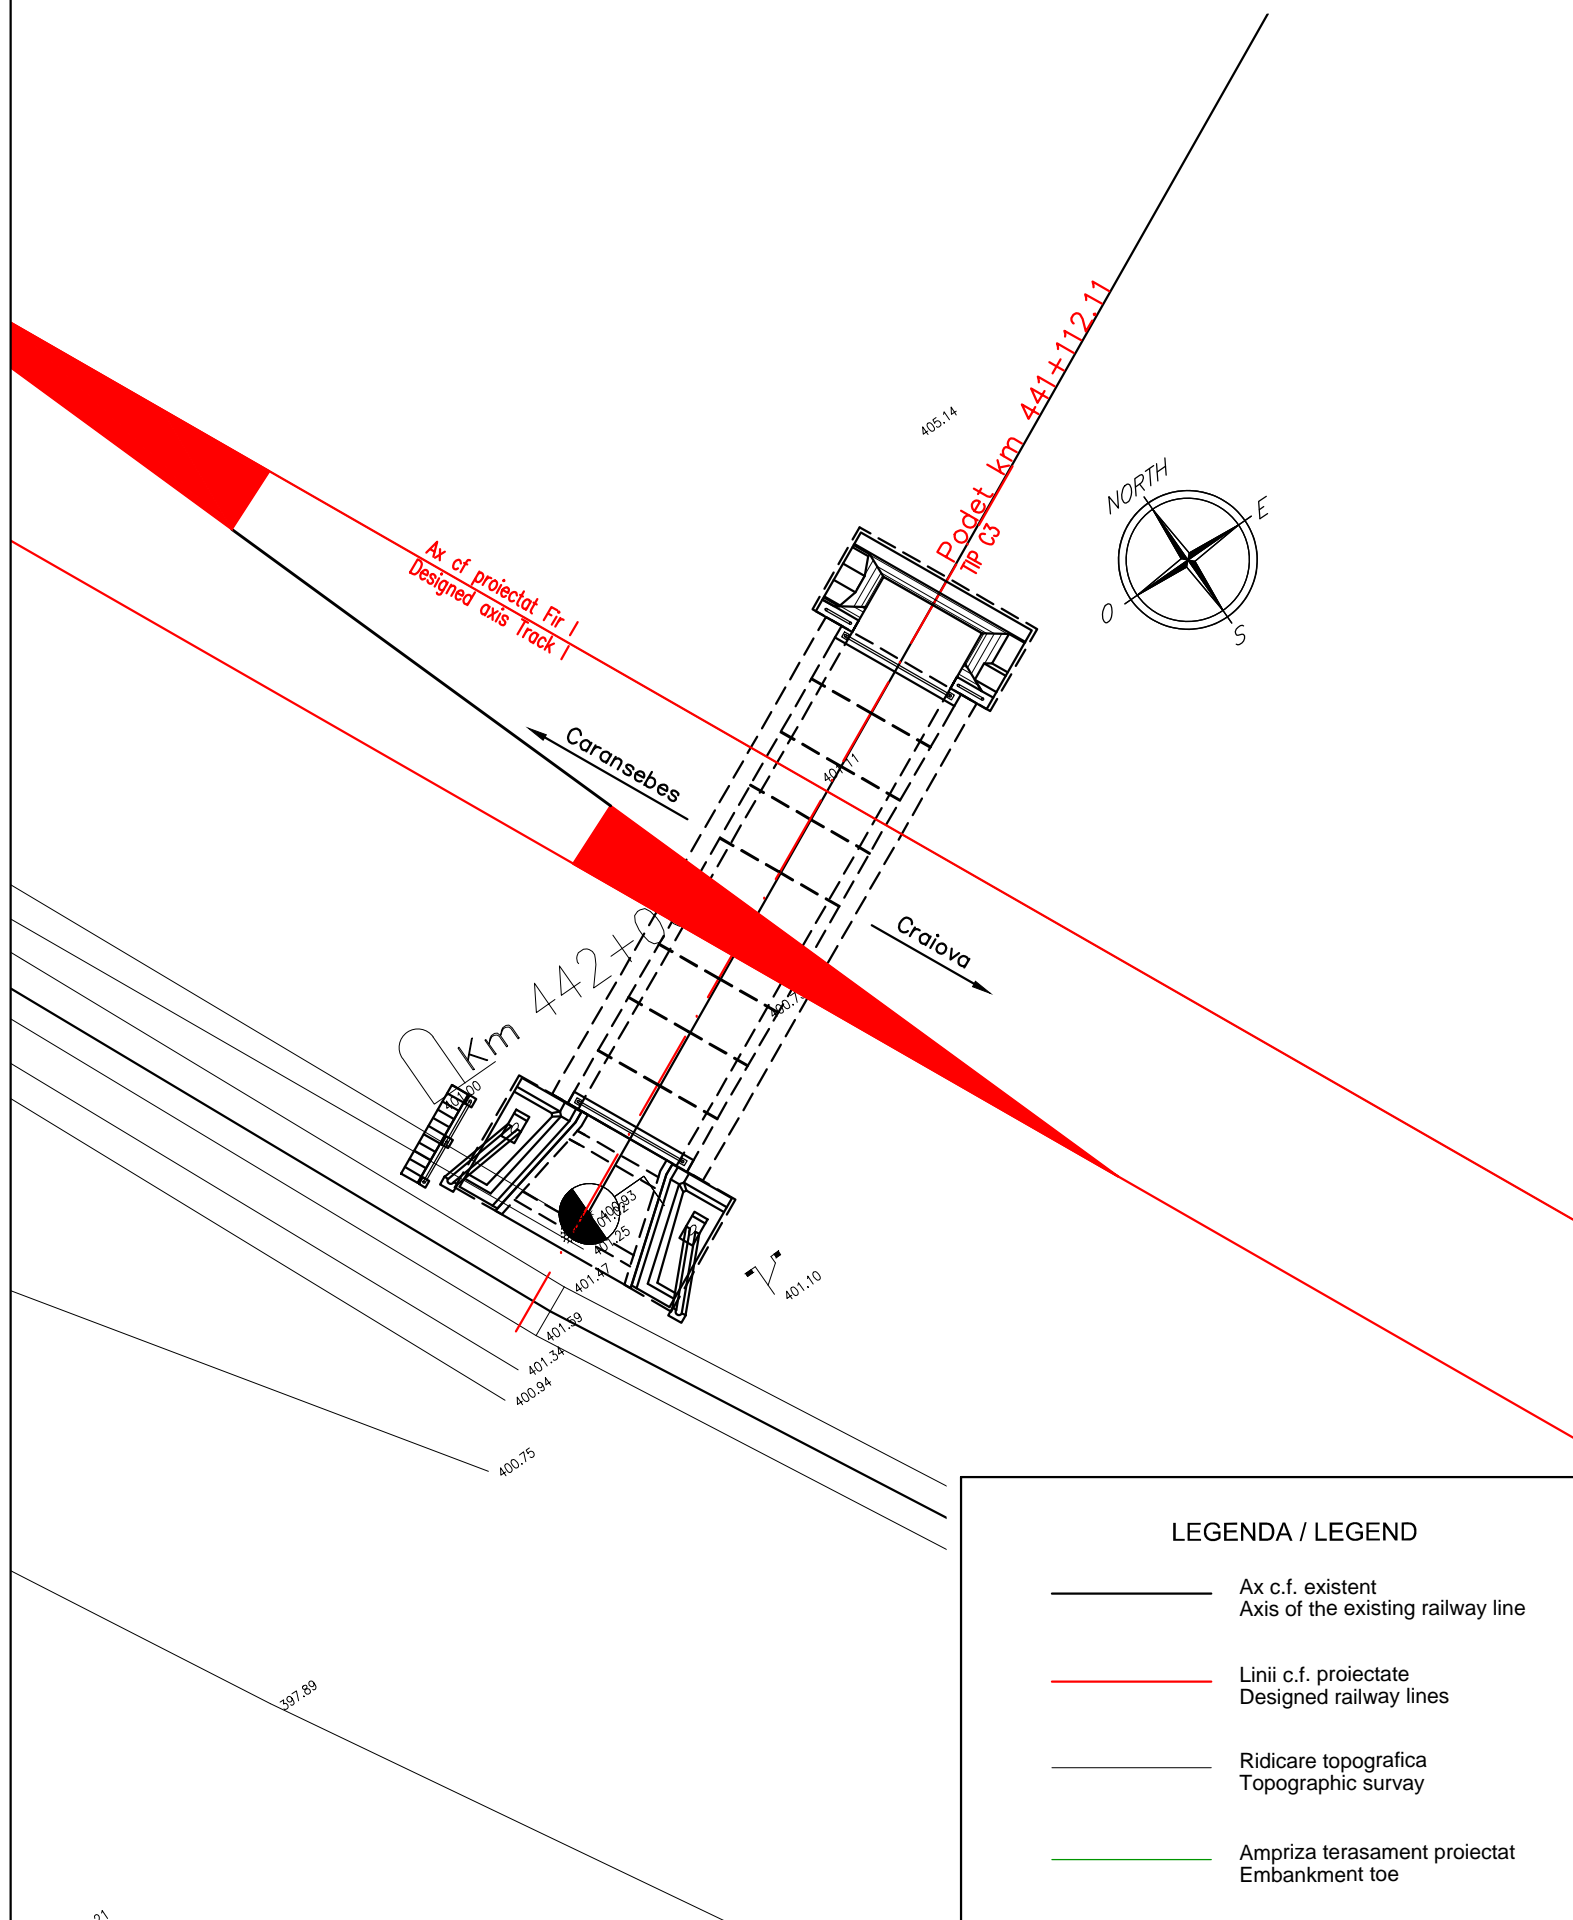 Podet km 441+112.11
TIP C3
405.14
NORTH
E
O
S
Ax cf proiectat Fir I
Designed axis Track I
Caransebes
Craiova
Km 442+0
401.25
401.47
401.59
401.34
400.94
400.75
401.10
397.89
LEGENDA / LEGEND
Ax c.f. existent
Axis of the existing railway line
Linii c.f. proiectate
Designed railway lines
Ridicare topografica
Topographic survay
Ampriza terasament proiectat
Embankment toe